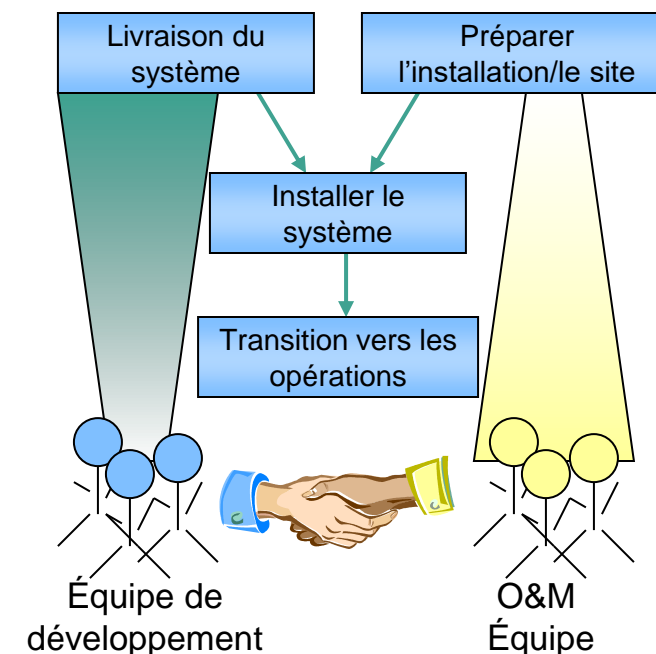 Livraison du
système
Préparer
l'installation/le site
Installer le
système
Transition vers les
opérations
Équipe de
développement
O&M
Équipe